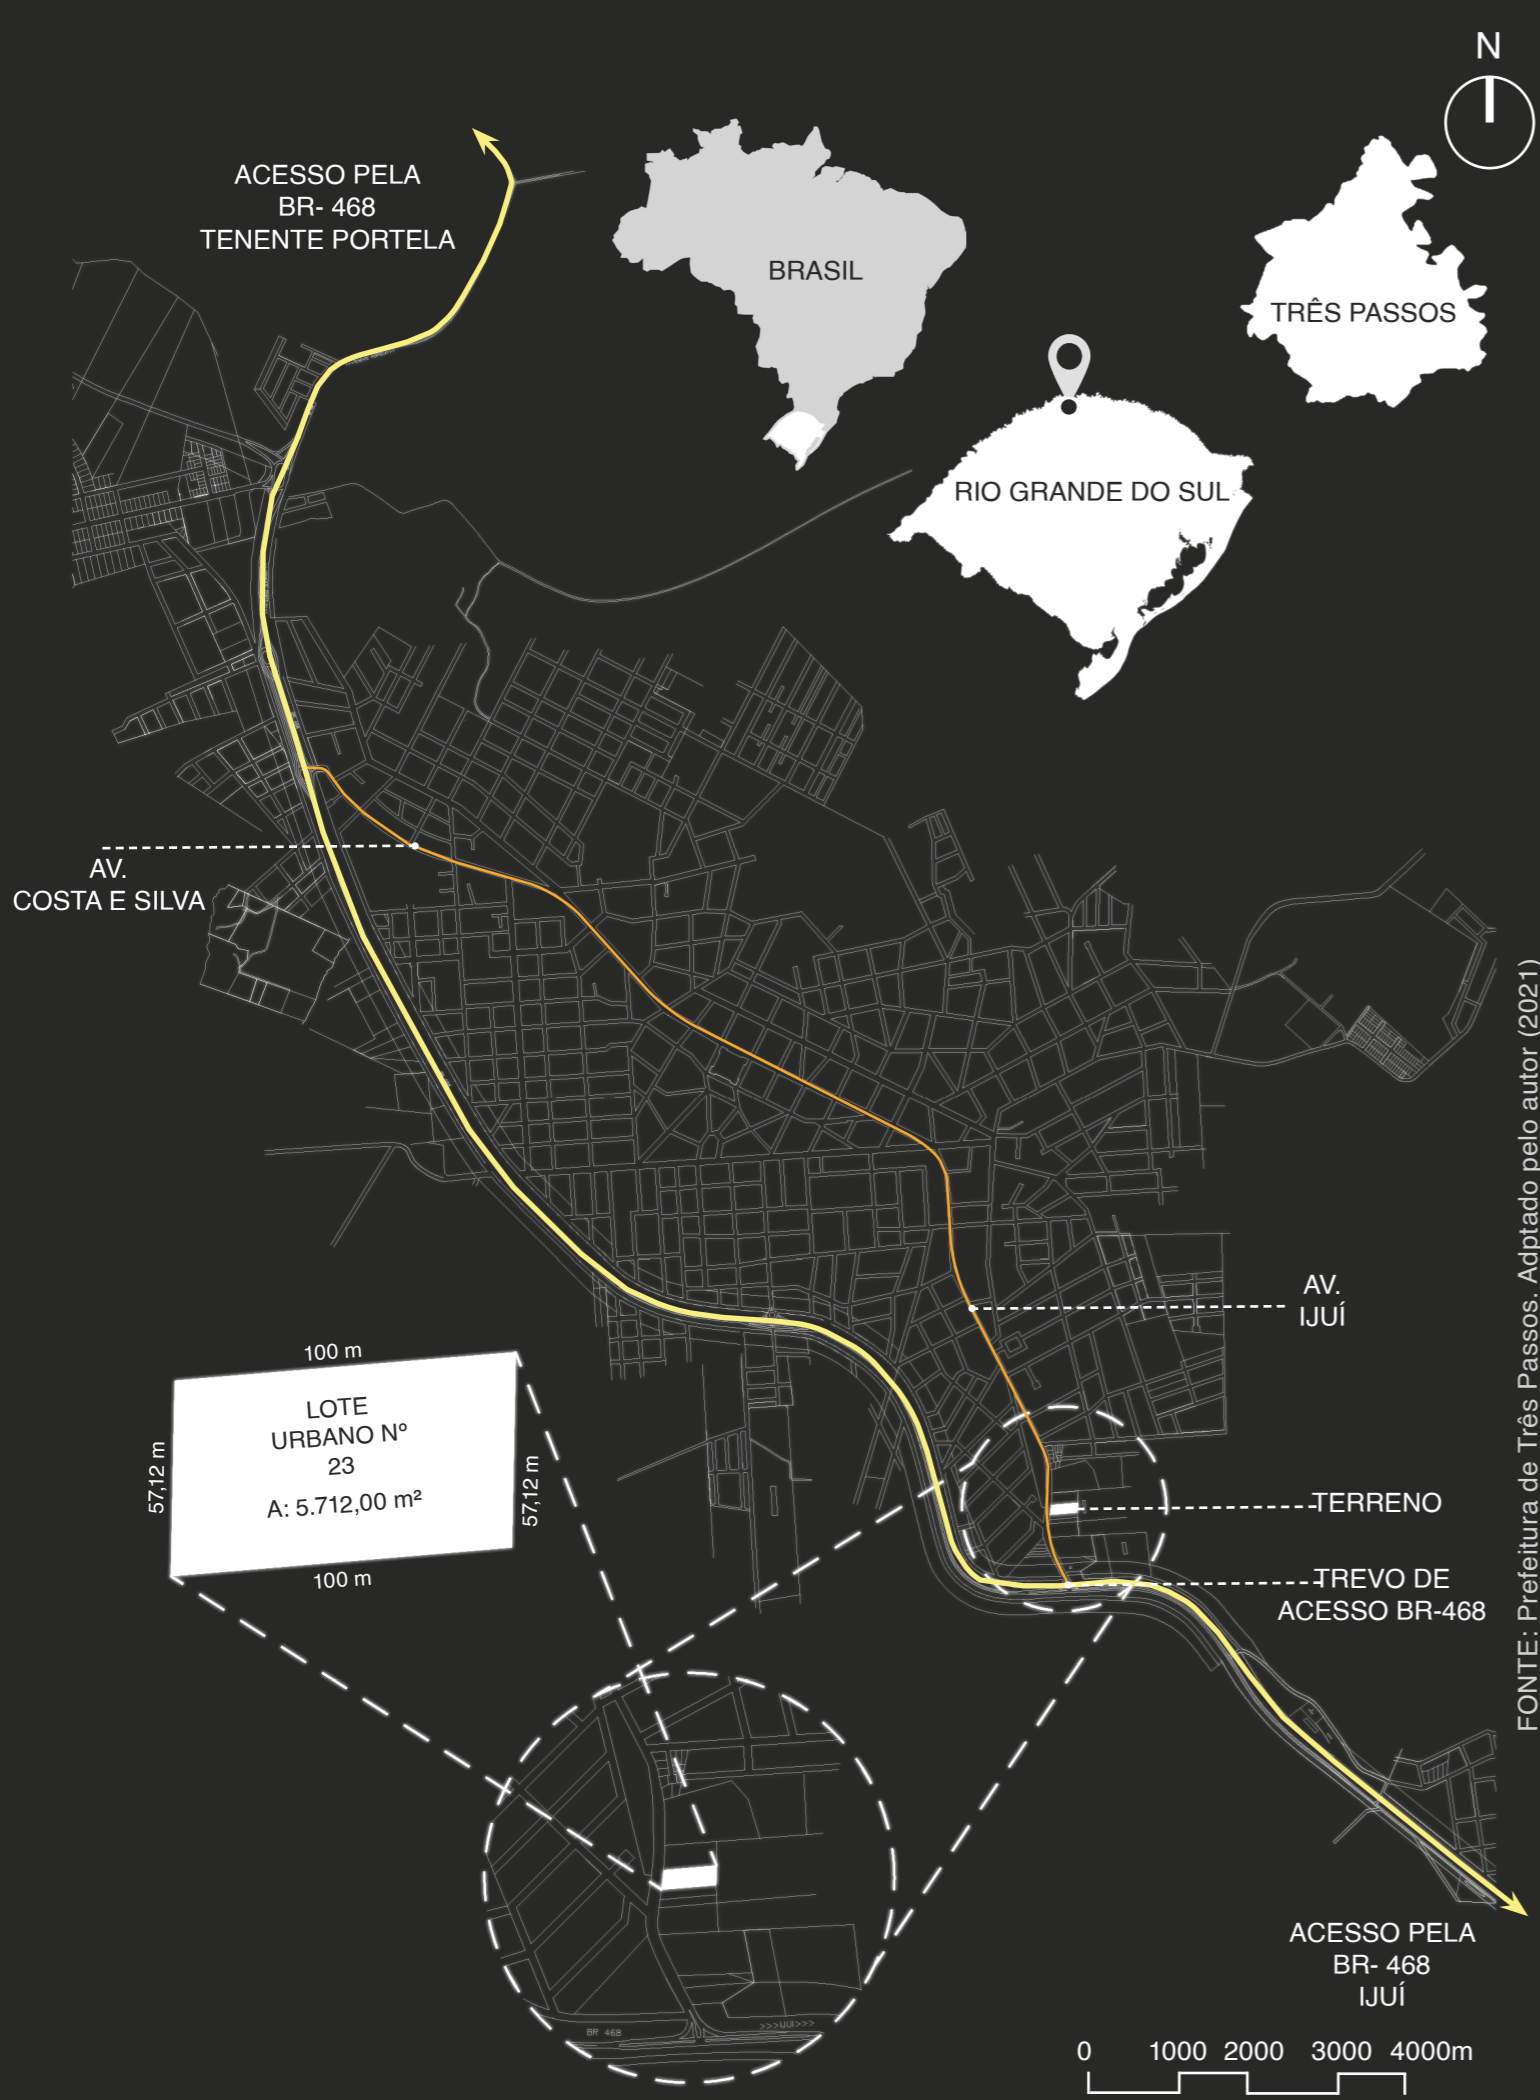 N
ACESSO PELA
BR- 468
TENENTE PORTELA
BRASIL
TRÊS PASSOS
RIO GRANDE DO SUL
AV.
COSTA E SILVA
AV.
IJUÍ
100 m
LOTE
URBANO Nº
23
A: 5.712,00 m²
57,12 m
57,12 m
100 m
TERRENO
TREVO DE
ACESSO BR-468
FONTE: Prefeitura de Três Passos. Adptado pelo autor (2021)
BR 468
>>>IJUI>>>
ACESSO PELA
BR- 468
IJUÍ
0 1000 2000 3000 4000m